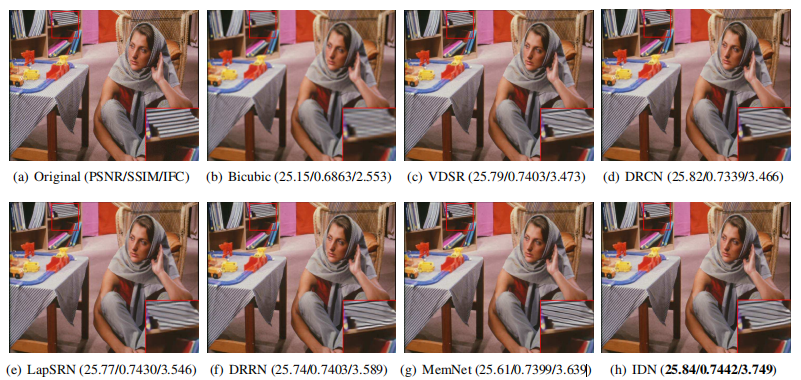 (a) Original (PSNR/SSIM/IFC)
(b) Bicubic (25.15/0.6863/2.553)
(c) VDSR (25.79/0.7403/3.473)
(d) DRCN (25.82/0.7339/3.466)
(e) LapSRN (25.77/0.7430/3.546)
(f) DRRN (25.74/0.7403/3.589)
(g) MemNet (25.61/0.7399/3.639)
(h) IDN (25.84/0.7442/3.749)